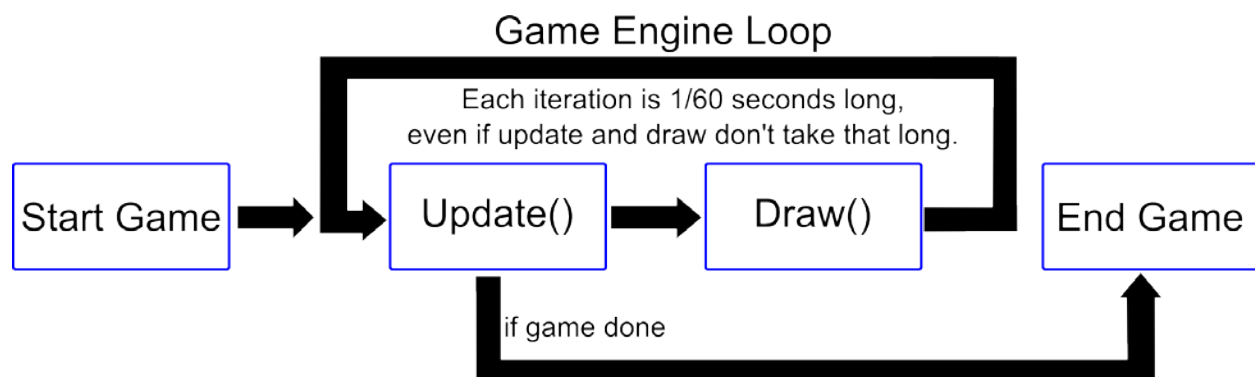 Game Engine Loop
Each iteration is 1/60 seconds long,
even if update and draw don't take that long.
Start Game
Update()
Draw()
End Game
if game done